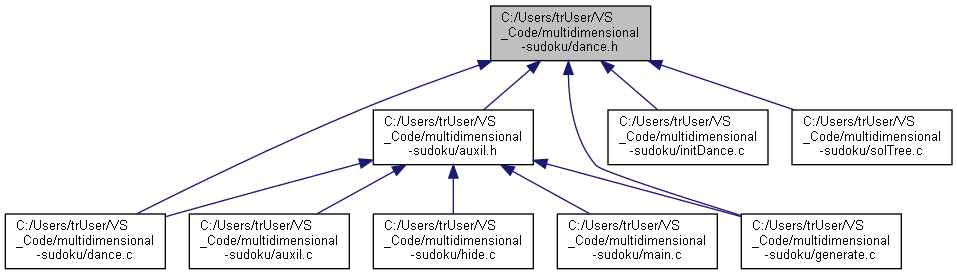 C:/Users/trUser/VS
_Code/multidimensional
-sudoku/dance.h
C:/Users/trUser/VS
_Code/multidimensional
-sudoku/auxil.h
C:/Users/trUser/VS
_Code/multidimensional
-sudoku/initDance.c
C:/Users/trUser/VS
_Code/multidimensional
-sudoku/solTree.c
C:/Users/trUser/VS
_Code/multidimensional
-sudoku/dance.c
C:/Users/trUser/VS
_Code/multidimensional
-sudoku/auxil.c
C:/Users/trUser/VS
_Code/multidimensional
-sudoku/hide.c
C:/Users/trUser/VS
_Code/multidimensional
-sudoku/main.c
C:/Users/trUser/VS
_Code/multidimensional
-sudoku/generate.c